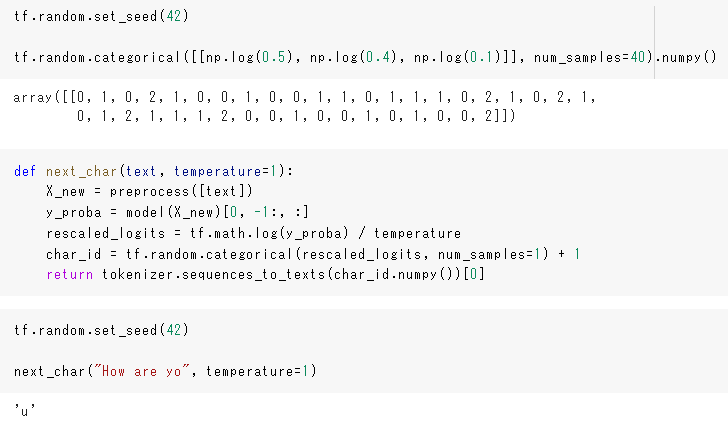 tf.random.set_seed(42)
tf.random.categorical([[np.log(0.5), np.log(0.4), np.log(0.1)]], num_samples=40).numpy()
array([[0, 1, 0, 2, 1, 0, 0, 1, 0, 0, 1, 1, 0, 1, 1, 1, 0, 2, 1, 0, 2, 1,
        0, 1, 2, 1, 1, 1, 2, 0, 0, 1, 0, 0, 1, 0, 1, 0, 0, 2]])
def next_char(text, temperature=1):
    X_new = preprocess([text])
    y_proba = model(X_new)[0, -1:, :]
    rescaled_logits = tf.math.log(y_proba) / temperature
    char_id = tf.random.categorical(rescaled_logits, num_samples=1) + 1
    return tokenizer.sequences_to_texts(char_id.numpy())[0]
tf.random.set_seed(42)
next_char("How are yo", temperature=1)
'u'